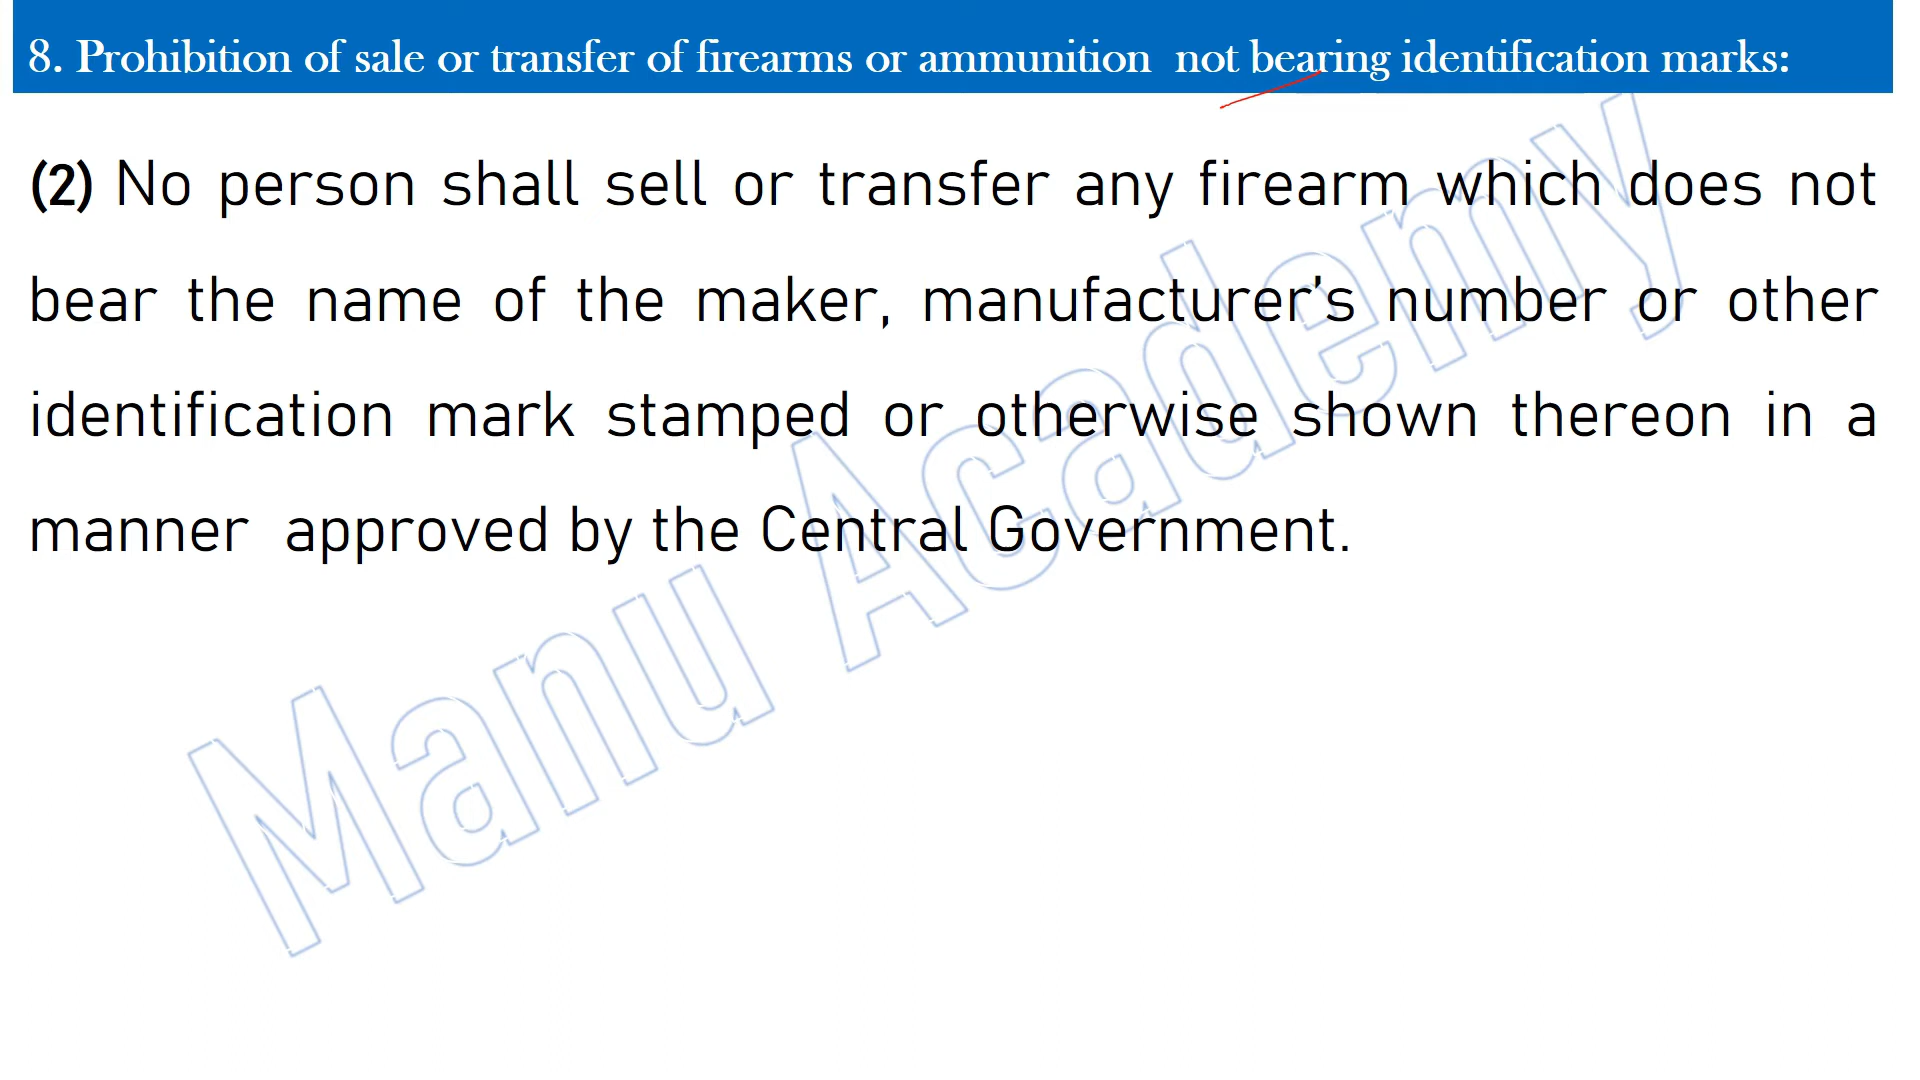 8. Prohibition of sale or transfer of firearms or ammunition not bearing identification marks:
(2) No person shall sell or transfer any firearm which does not
bear the name of the maker, manufacturer’s number or other
identification mark stamped or otherwise shown thereon in a
manner approved by the Central Government.
Manu Academy